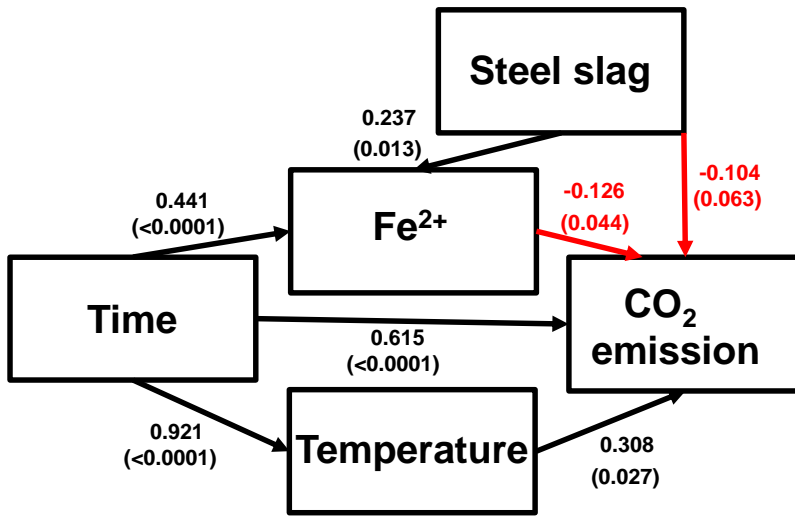 Steel slag
0.237
(0.013)
-0.104
(0.063)
0.441
(<0.0001)
Fe²⁺
-0.126
(0.044)
Time
CO₂
emission
0.615
(<0.0001)
0.921
(<0.0001)
Temperature
0.308
(0.027)